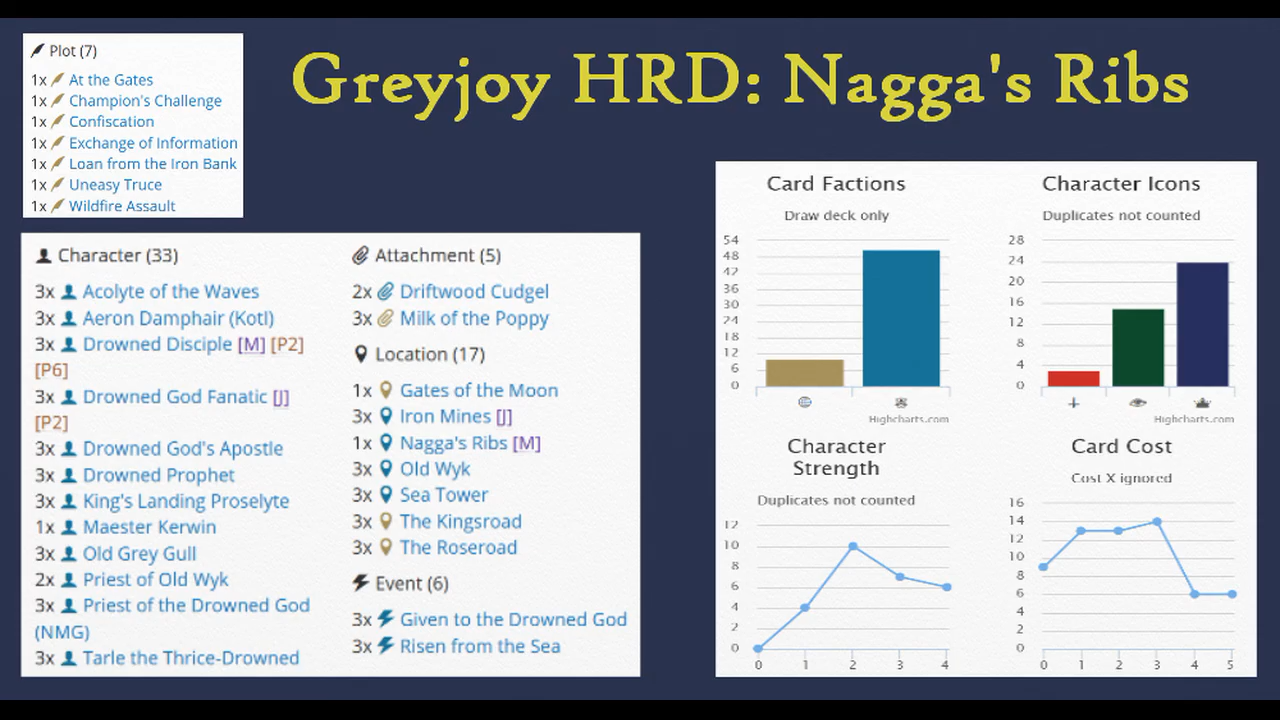 Greyjoy HRD: Nagga's Ribs
Plot (7)
1x At the Gates
1x Champion's Challenge
1x Confiscation
1x Exchange of Information
1x Loan from the Iron Bank
1x Uneasy Truce
1x Wildfire Assault
Character (33)
3x Acolyte of the Waves
3x Aeron Damphair (KotI)
3x Drowned Disciple [M] [P2]
[P6]
3x Drowned God Fanatic [J]
[P2]
3x Drowned God's Apostle
3x Drowned Prophet
3x King's Landing Proselyte
1x Maester Kerwin
3x Old Grey Gull
2x Priest of Old Wyk
3x Priest of the Drowned God
(NMG)
3x Tarle the Thrice-Drowned
Attachment (5)
2x Driftwood Cudgel
3x Milk of the Poppy
Location (17)
1x Gates of the Moon
3x Iron Mines [J]
1x Nagga's Ribs [M]
3x Old Wyk
3x Sea Tower
3x The Kingsroad
3x The Roseroad
Event (6)
3x Given to the Drowned God
3x Risen from the Sea
Card Factions
Draw deck only
54
48
42
36
30
24
18
12
6
0
Highcharts.com
Character Icons
Duplicates not counted
28
24
20
16
12
8
4
0
Highcharts.com
Character
Strength
Duplicates not counted
12
10
8
6
4
2
0
0 1 2 3 4
Card Cost
Cost X ignored
16
14
12
10
8
6
4
2
0
0 1 2 3 4 5